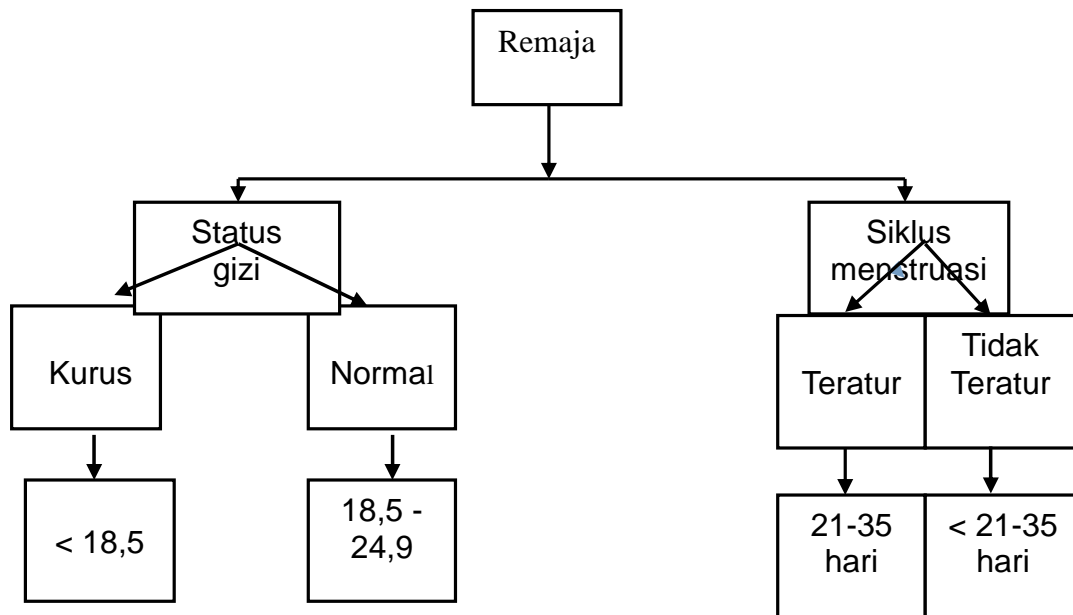 Remaja
Status
gizi
Siklus
menstruasi
Kurus
Normal
Teratur
Tidak
Teratur
< 18,5
18,5 -
24,9
21-35
hari
< 21-35
hari